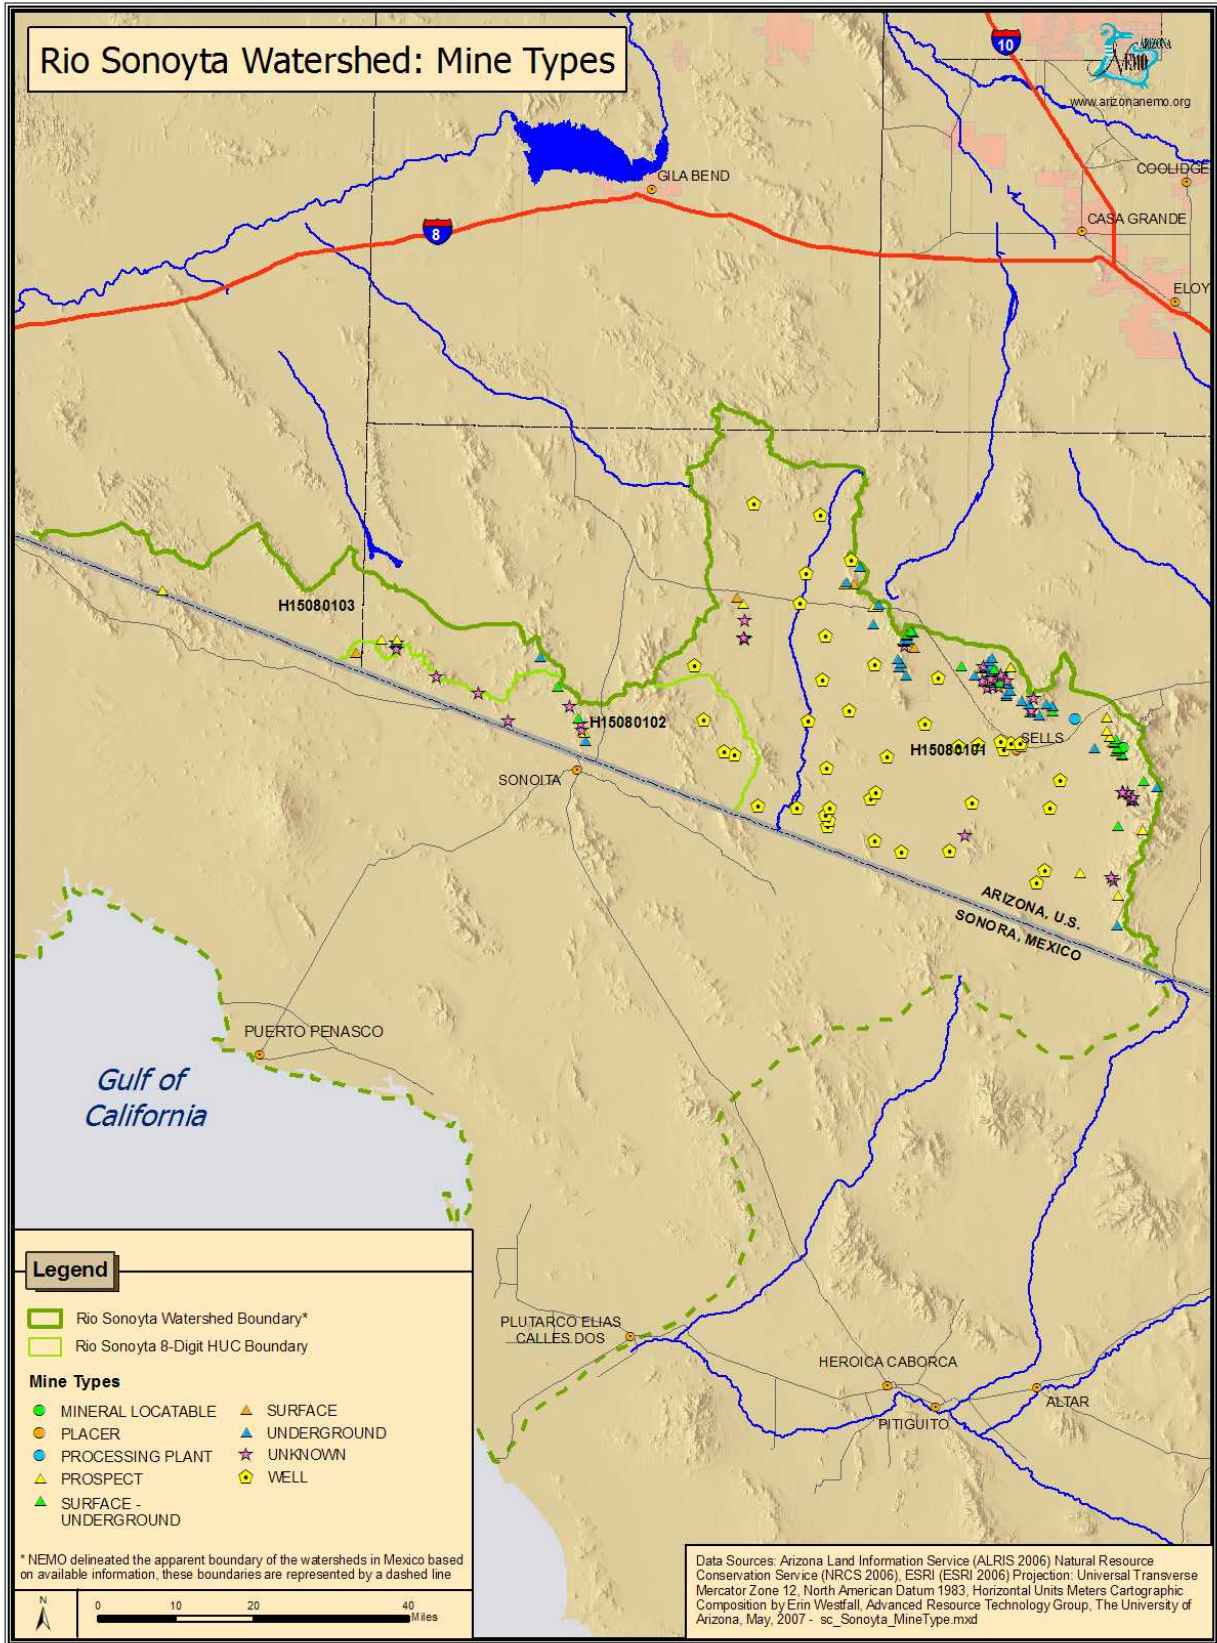 Rio Sonoyta Watershed: Mine Types
10
ARIZONA
NEMO
www.arizonanemo.org
GILA BEND
COOLIDGE
8
CASA GRANDE
ELOY
H15080103
H15080102
H15080101
SELLS
SONOITA
ARIZONA, U.S.
SONORA, MEXICO
PUERTO PENASCO
Gulf of
California
PLUTARCO ELIAS
CALLES DOS
HEROICA CABORCA
ALTAR
PITIGUITO
Legend
Rio Sonoyta Watershed Boundary*
Rio Sonoyta 8-Digit HUC Boundary
Mine Types
MINERAL LOCATABLE
PLACER
PROCESSING PLANT
PROSPECT
SURFACE -
UNDERGROUND
SURFACE
UNDERGROUND
UNKNOWN
WELL
* NEMO delineated the apparent boundary of the watersheds in Mexico based
on available information, these boundaries are represented by a dashed line
N
0 10 20 40
Miles
Data Sources: Arizona Land Information Service (ALRIS 2006) Natural Resource
Conservation Service (NRCS 2006), ESRI (ESRI 2006) Projection: Universal Transverse
Mercator Zone 12, North American Datum 1983, Horizontal Units Meters Cartographic
Composition by Erin Westfall, Advanced Resource Technology Group, The University of
Arizona, May, 2007 - sc_Sonoyta_MineType.mxd